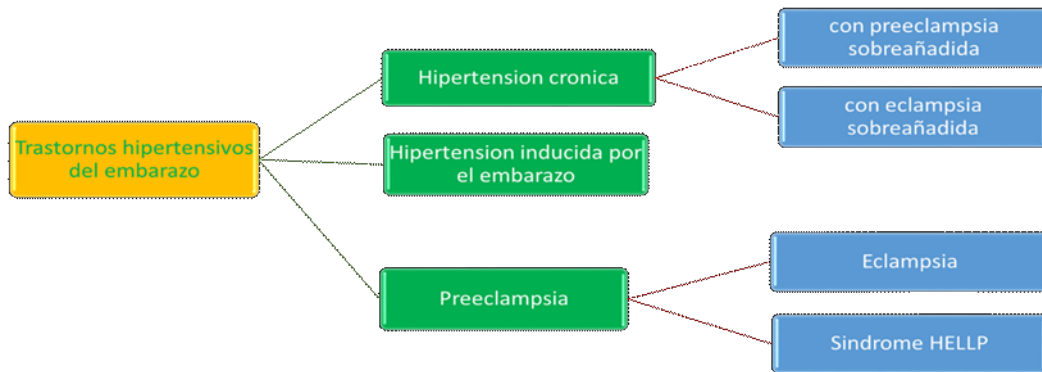 con preeclampsia
sobreañadida
Hipertension cronica
con eclampsia
sobreañadida
Trastornos hipertensivos
del embarazo
Hipertension inducida por
el embarazo
Eclampsia
Preeclampsia
Sindrome HELLP